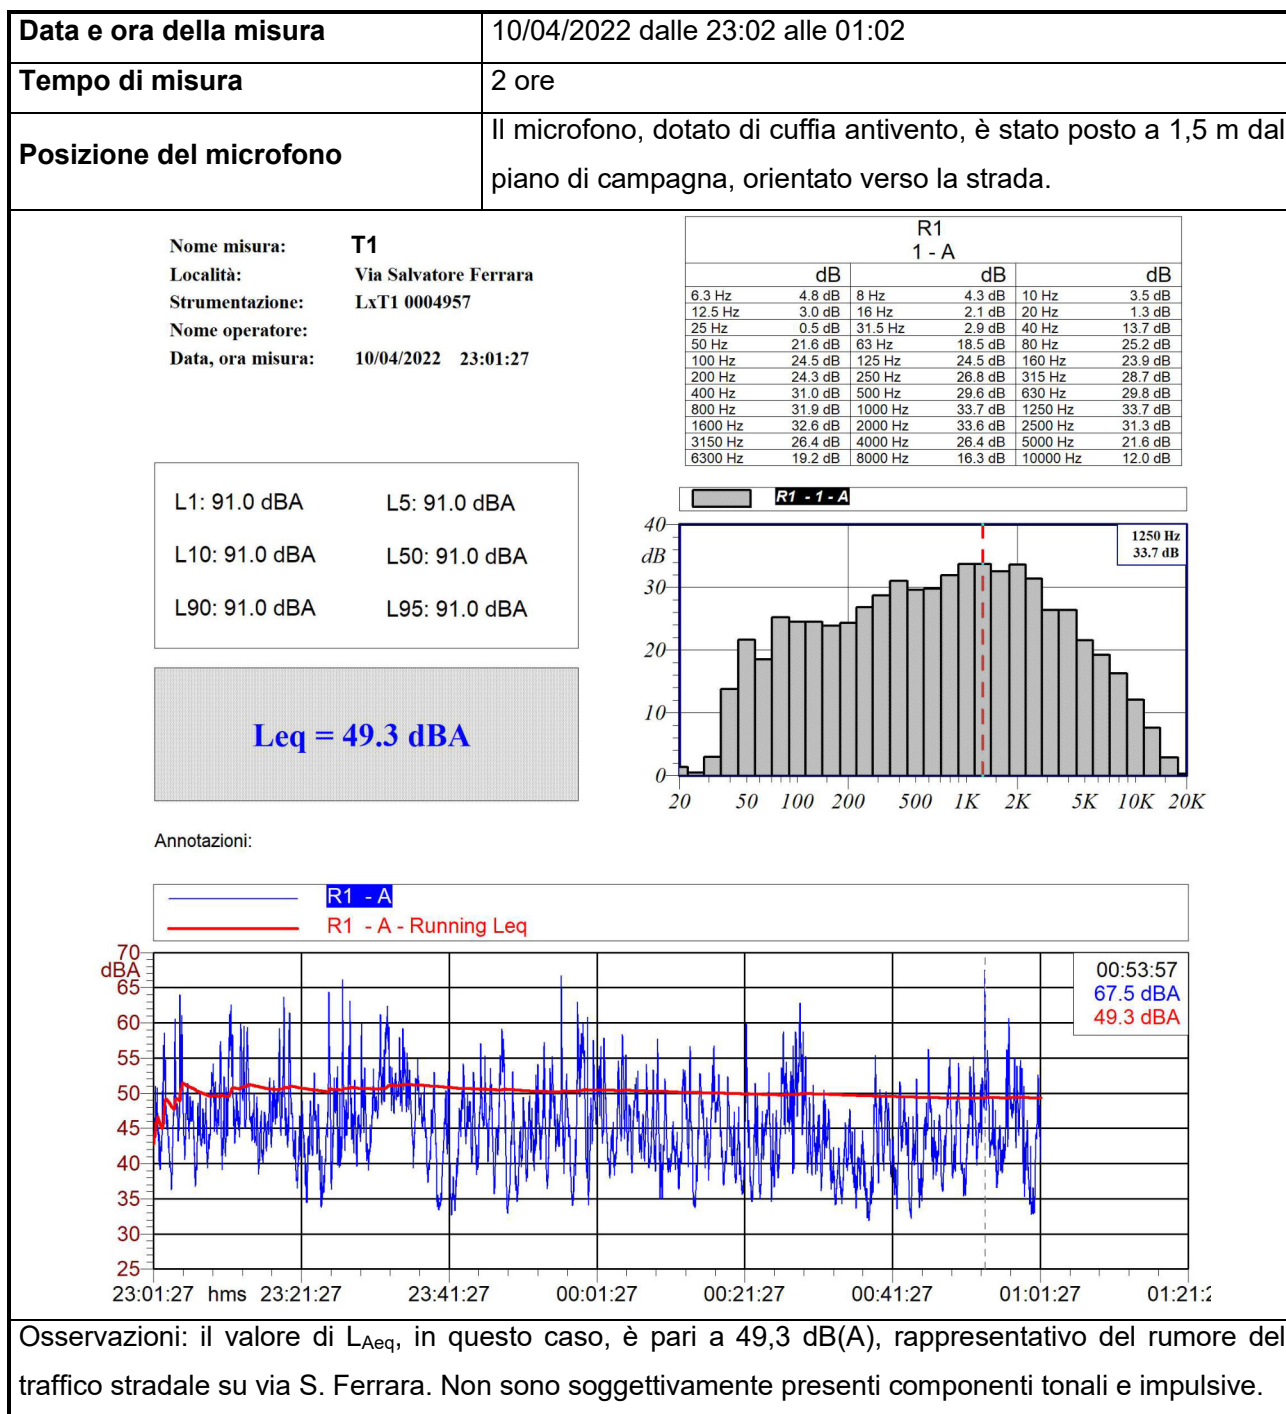 Data e ora della misura 10/04/2022 dalle 23:02 alle 01:02
Tempo di misura 2 ore
Posizione del microfono Il microfono, dotato di cuffia antivento, è stato posto a 1,5 m dal
piano di campagna, orientato verso la strada.
Nome misura: T1
Località: Via Salvatore Ferrara
Strumentazione: LxT1 0004957
Nome operatore:
Data, ora misura: 10/04/2022 23:01:27
R1
1 - A
dB dB dB
6.3 Hz 4.8 dB 8 Hz 4.3 dB 10 Hz 3.5 dB
12.5 Hz 3.0 dB 16 Hz 2.1 dB 20 Hz 1.3 dB
25 Hz 0.5 dB 31.5 Hz 2.9 dB 40 Hz 13.7 dB
50 Hz 21.6 dB 63 Hz 18.5 dB 80 Hz 25.2 dB
100 Hz 24.5 dB 125 Hz 24.5 dB 160 Hz 23.9 dB
200 Hz 24.3 dB 250 Hz 26.8 dB 315 Hz 28.7 dB
400 Hz 31.0 dB 500 Hz 29.6 dB 630 Hz 29.8 dB
800 Hz 31.9 dB 1000 Hz 33.7 dB 1250 Hz 33.7 dB
1600 Hz 32.6 dB 2000 Hz 33.6 dB 2500 Hz 31.3 dB
3150 Hz 26.4 dB 4000 Hz 26.4 dB 5000 Hz 21.6 dB
6300 Hz 19.2 dB 8000 Hz 16.3 dB 10000 Hz 12.0 dB
L1: 91.0 dBA L5: 91.0 dBA
L10: 91.0 dBA L50: 91.0 dBA
L90: 91.0 dBA L95: 91.0 dBA
Leq = 49.3 dBA
R1 - 1 - A
40
dB
30
20
10
0
1250 Hz
33.7 dB
20 50 100 200 500 1K 2K 5K 10K 20K
Annotazioni:
R1 - A
R1 - A - Running Leq
70
dBA
65
60
55
50
45
40
35
30
25
00:53:57
67.5 dBA
49.3 dBA
23:01:27 hms 23:21:27 23:41:27 00:01:27 00:21:27 00:41:27 01:01:27 01:21:2
Osservazioni: il valore di LAeq, in questo caso, è pari a 49,3 dB(A), rappresentativo del rumore del
traffico stradale su via S. Ferrara. Non sono soggettivamente presenti componenti tonali e impulsive.